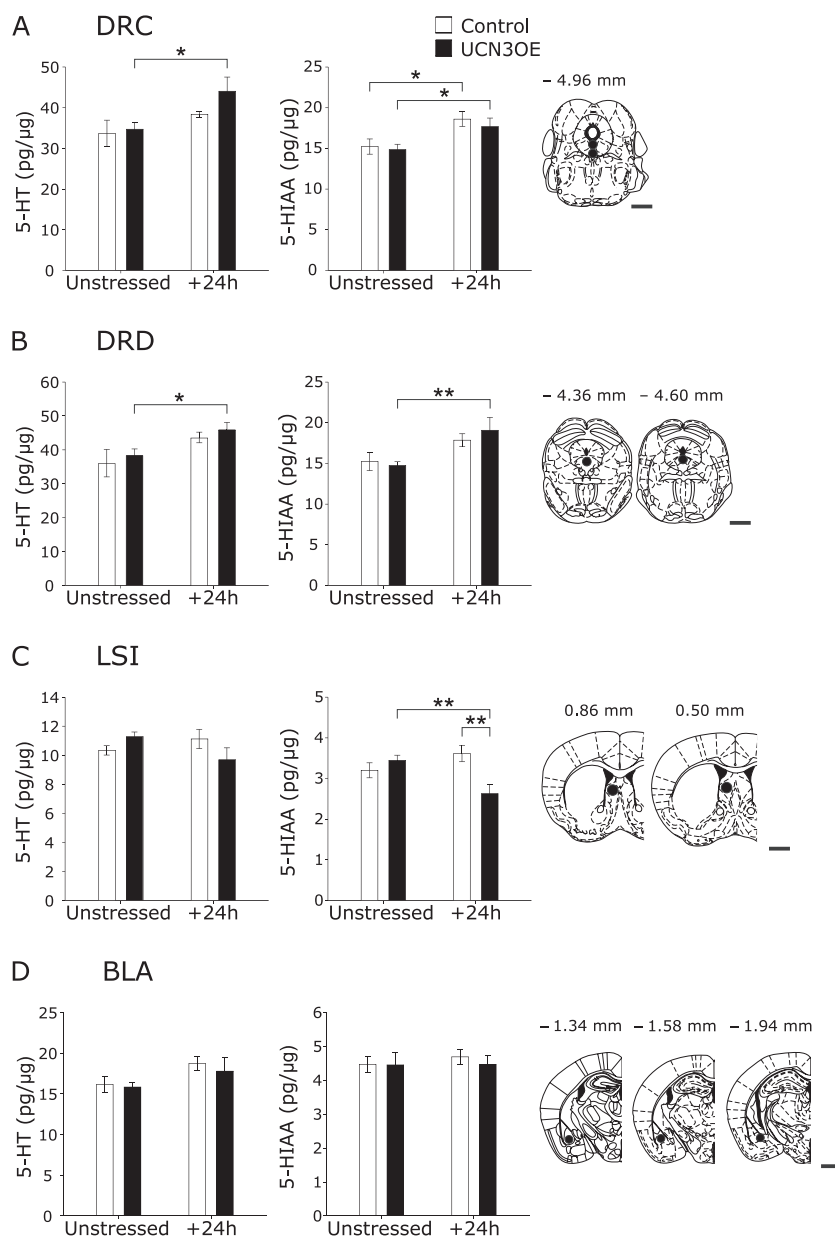 A DRC
Control
UCN3OE
50
40
30
20
10
0
5-HT (pg/µg)
*
Unstressed +24h
25
20
15
10
5
0
5-HIAA (pg/µg)
*
*
Unstressed +24h
– 4.96 mm
B DRD
60
50
40
30
20
10
0
5-HT (pg/µg)
*
Unstressed +24h
25
20
15
10
5
0
5-HIAA (pg/µg)
**
Unstressed +24h
– 4.36 mm – 4.60 mm
C LSI
14
12
10
8
6
4
2
0
5-HT (pg/µg)
Unstressed +24h
5
4
3
2
1
0
5-HIAA (pg/µg)
**
**
Unstressed +24h
0.86 mm 0.50 mm
D BLA
25
20
15
10
5
0
5-HT (pg/µg)
Unstressed +24h
6
5
4
3
2
1
0
5-HIAA (pg/µg)
Unstressed +24h
– 1.34 mm – 1.58 mm – 1.94 mm